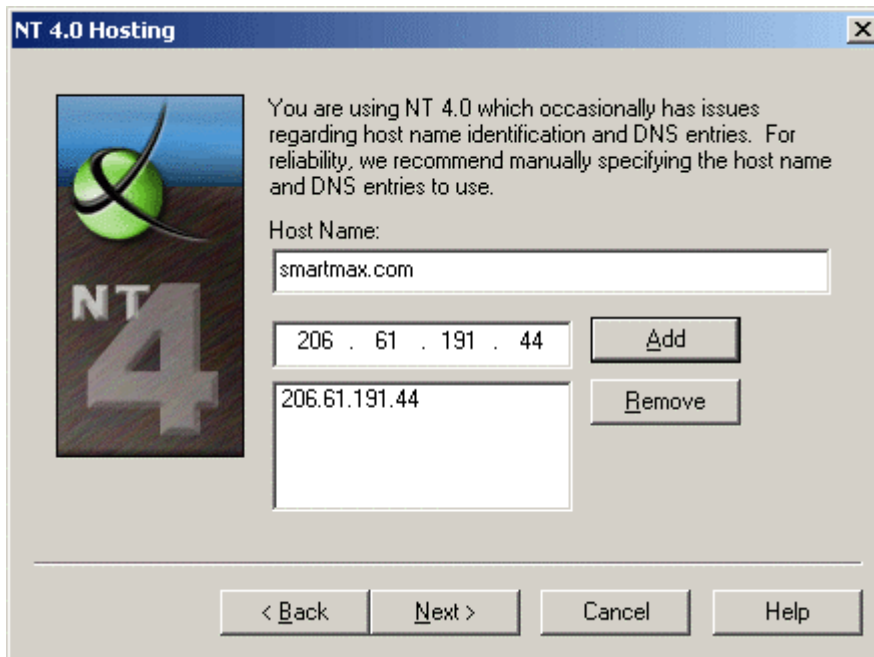 NT 4.0 Hosting
You are using NT 4.0 which occasionally has issues
regarding host name identification and DNS entries. For
reliability, we recommend manually specifying the host name
and DNS entries to use.
NT
4
Host Name:
smartmax.com
206 . 61 . 191 . 44
Add
206.61.191.44
Remove
< Back
Next >
Cancel
Help